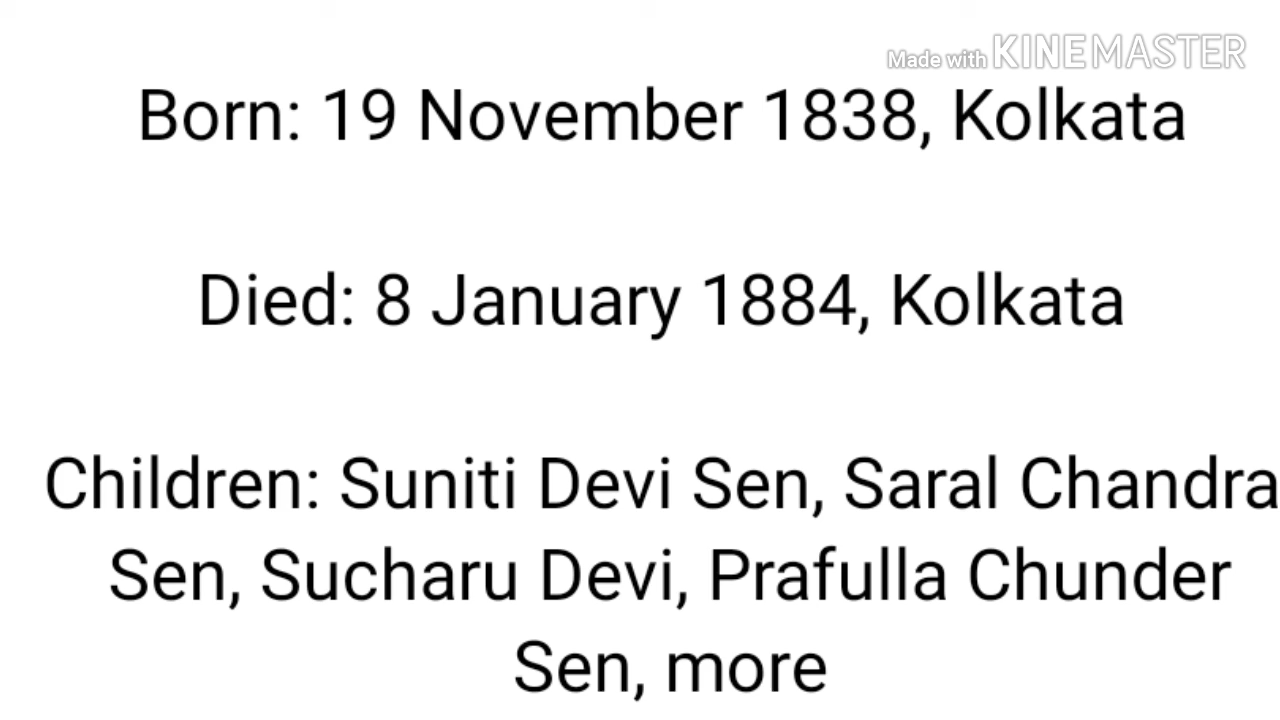 Made with KINEMASTER
Born: 19 November 1838, Kolkata
Died: 8 January 1884, Kolkata
Children: Suniti Devi Sen, Saral Chandra
Sen, Sucharu Devi, Prafulla Chunder
Sen, more